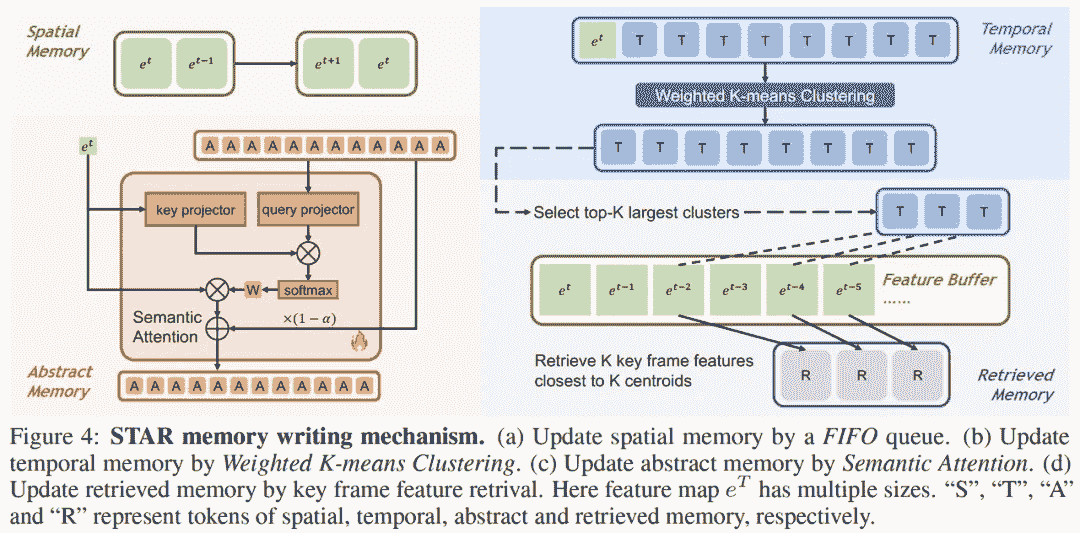 Spatial
Memory
e^t e^{t-1} e^{t+1} e^t
e^t
A A A A A A A A A A A A
key projector query projector
W softmax
Semantic
Attention
×(1 − α)
Abstract
Memory
A A A A A A A A A A A A
e^t T T T T T T T T
Temporal
Memory
Weighted K-means Clustering
T T T T T T T T
Select top-K largest clusters
T T T
e^t e^{t-1} e^{t-2} e^{t-3} e^{t-4} e^{t-5} Feature Buffer
......
Retrieve K key frame features
closest to K centroids
R R R
Retrieved
Memory
Figure 4: STAR memory writing mechanism. (a) Update spatial memory by a FIFO queue. (b) Update
temporal memory by Weighted K-means Clustering. (c) Update abstract memory by Semantic Attention. (d)
Update retrieved memory by key frame feature retrival. Here feature map e^T has multiple sizes. “S”, “T”, “A”
and “R” represent tokens of spatial, temporal, abstract and retrieved memory, respectively.